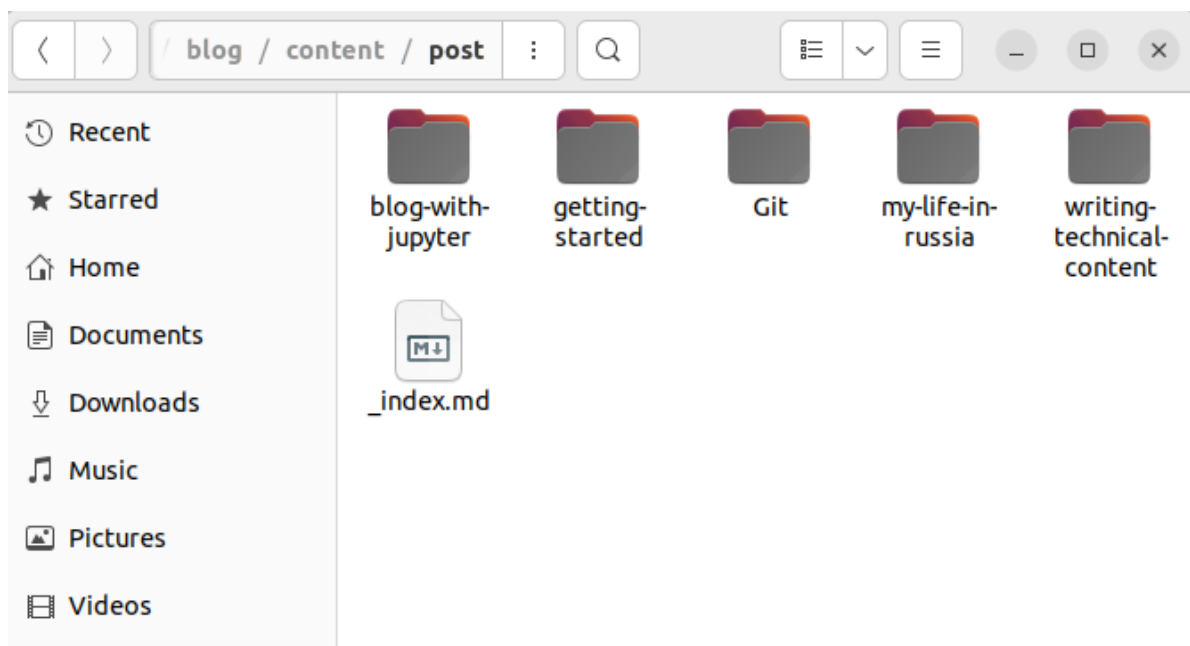 / blog / content / post
Recent
Starred
Home
Documents
Downloads
Music
Pictures
Videos
blog-with-
jupyter
getting-
started
Git
my-life-in-
russia
writing-
technical-
content
M
_index.md